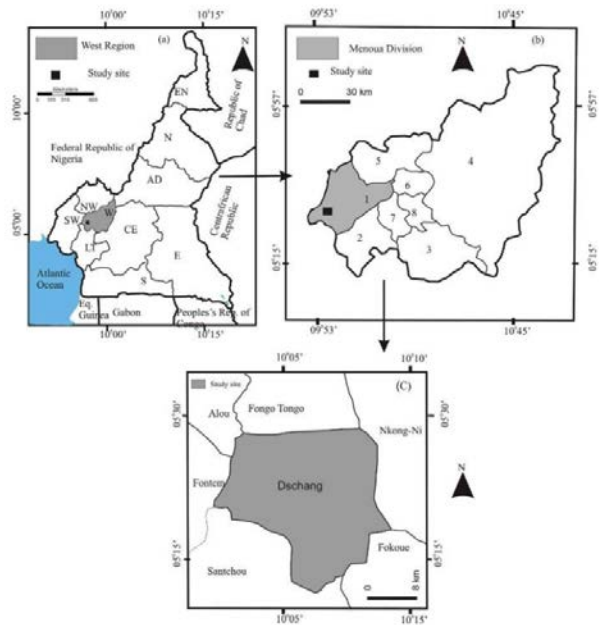 10°00' 10°15'
(a)
West Region
N
Study site
Kilometers
EN
10°00'
Republic of
Chad
Federal Republic of
Nigeria
N
AD
Centrafrican
Republic
NW
W
SW
05°00'
CE
LT
E
S
Atlantic
Ocean
Eq.
Guinea
Gabon
Peoples's Rep. of
Congo
10°00' 10°15'
09°53' 10°45'
(b)
Menoua Division
N
Study site
0 30 km
05°57' 05°57'
5
4
6
1
8
7
2
3
05°15' 05°15'
09°53' 10°45'
10°05' 10°10'
(C)
Study site
05°30' 05°30'
Alou
Fongo Tongo
Nkong-Ni
N
Fontem
Dschang
Fokoue
05°15' 05°15'
Santchou
0 8 km
10°05' 10°15'